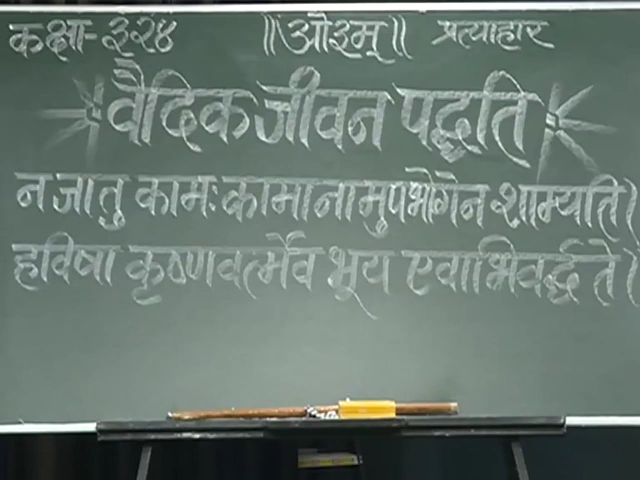 कक्षा-३२४ ॥ओ३म्॥ प्रत्याहार
वैदिक जीवन पद्धति
न जातु कामः कामानामुपभोगेन शाम्यति।
हविषा कृष्णवर्त्मेव भूय एवाभिवर्द्धते।